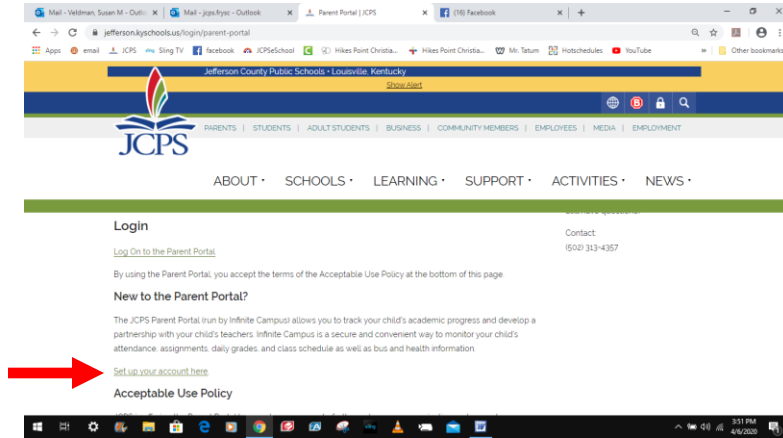 Mail - Veldman, Susan M - Outlo
Mail - jcps.frysc - Outlook
Parent Portal | JCPS
(16) Facebook
jefferson.kyschools.us/login/parent-portal
Apps
email
JCPS
Sling TV
facebook
JCPSeSchool
Hikes Point Christia...
Hikes Point Christia...
Mr. Tatum
Hotschedules
YouTube
Other bookmarks
Jefferson County Public Schools • Louisville, Kentucky
Show Alert
JCPS
PARENTS | STUDENTS | ADULT STUDENTS | BUSINESS | COMMUNITY MEMBERS | EMPLOYEES | MEDIA | EMPLOYMENT
ABOUT • SCHOOLS • LEARNING • SUPPORT • ACTIVITIES • NEWS •
Login
Log On to the Parent Portal
By using the Parent Portal, you accept the terms of the Acceptable Use Policy at the bottom of this page.
New to the Parent Portal?
The JCPS Parent Portal (run by Infinite Campus) allows you to track your child's academic progress and develop a
partnership with your child's teachers. Infinite Campus is a secure and convenient way to monitor your child's
attendance, assignments, daily grades, and class schedule as well as bus and health information.
Set up your account here.
Acceptable Use Policy
Contact:
(502) 313-4357
3:51 PM
4/6/2020